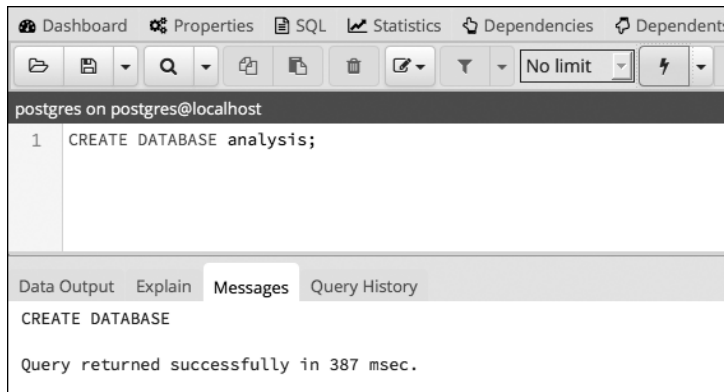 Dashboard Properties SQL Statistics Dependencies Dependents
No limit
postgres on postgres@localhost
1 CREATE DATABASE analysis;
Data Output Explain Messages Query History
CREATE DATABASE
Query returned successfully in 387 msec.